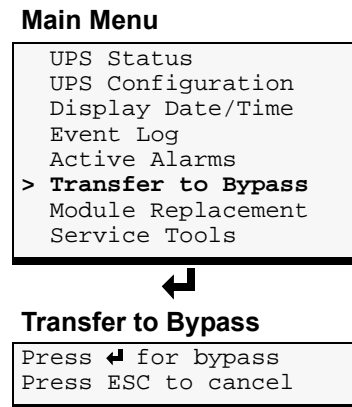 Main Menu
UPS Status
UPS Configuration
Display Date/Time
Event Log
Active Alarms
> Transfer to Bypass
Module Replacement
Service Tools
↵
Transfer to Bypass
Press ↵ for bypass
Press ESC to cancel